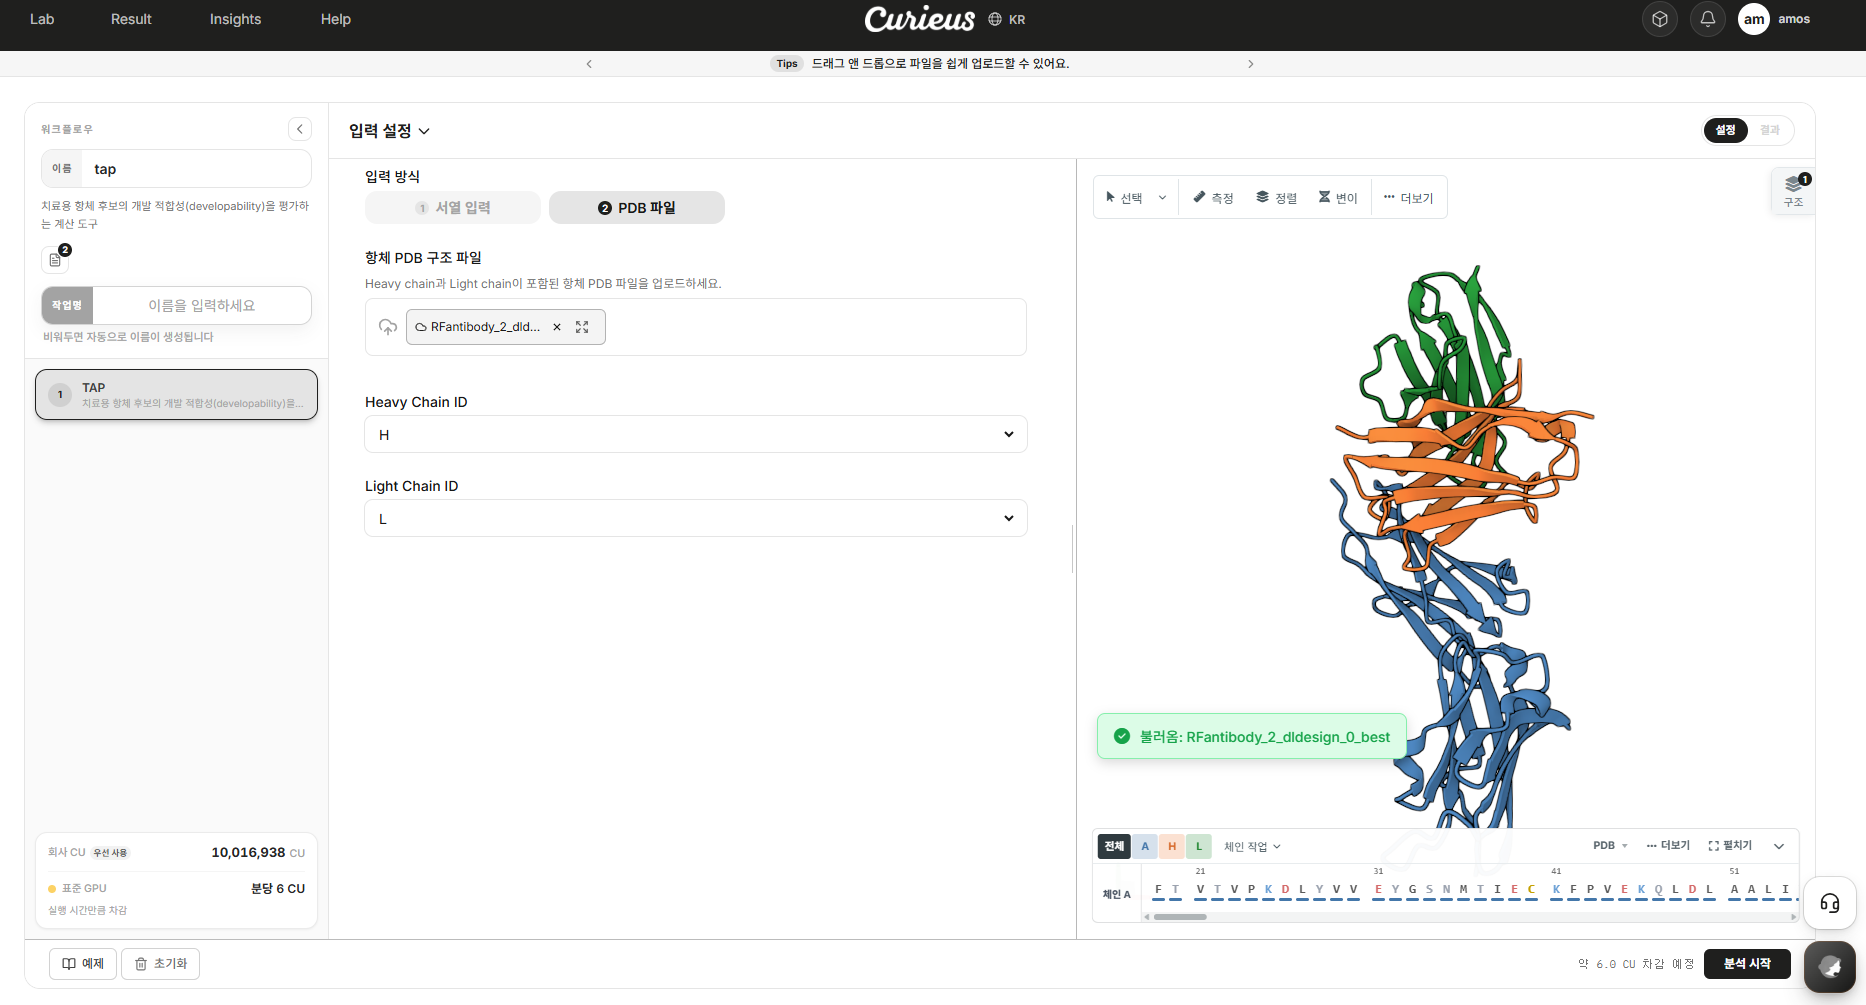 Lab
Result
Insights
Help
Curieus
KR
am
amos
Tips
드래그 앤 드롭으로 파일을 쉽게 업로드할 수 있어요.
워크플로우
이름
tap
치료용 항체 후보의 개발 적합성(developability)을 평가하
는 계산 도구
2
작업명
이름을 입력하세요
비워두면 자동으로 이름이 생성됩니다
1
TAP
치료용 항체 후보의 개발 적합성(developability)을...
회사 CU
우선 사용
10,016,938 CU
표준 GPU
분당 6 CU
실행 시간만큼 차감
입력 설정
설정
결과
입력 방식
1 서열 입력
2 PDB 파일
항체 PDB 구조 파일
Heavy chain과 Light chain이 포함된 항체 PDB 파일을 업로드하세요.
RFantibody_2_dld...
Heavy Chain ID
H
Light Chain ID
L
선택
측정
정렬
변이
더보기
1
구조
불러옴: RFantibody_2_dldesign_0_best
전체
A
H
L
체인 작업
PDB
더보기
펼치기
21 31 41 51
체인 A
F T V T V P K D L Y V V E Y G S N M T I E C K F P V E K Q L D L A A L I
예제
초기화
약 6.0 CU 차감 예정
분석 시작